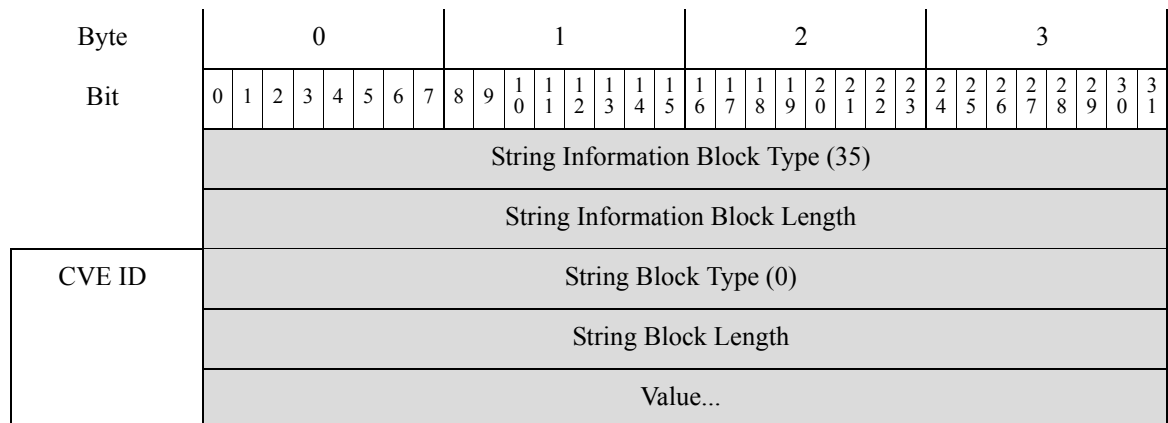 Byte 0 1 2 3
Bit 0 1 2 3 4 5 6 7 8 9 10 11 12 13 14 15 16 17 18 19 20 21 22 23 24 25 26 27 28 29 30 31
String Information Block Type (35)
String Information Block Length
CVE ID String Block Type (0)
String Block Length
Value...